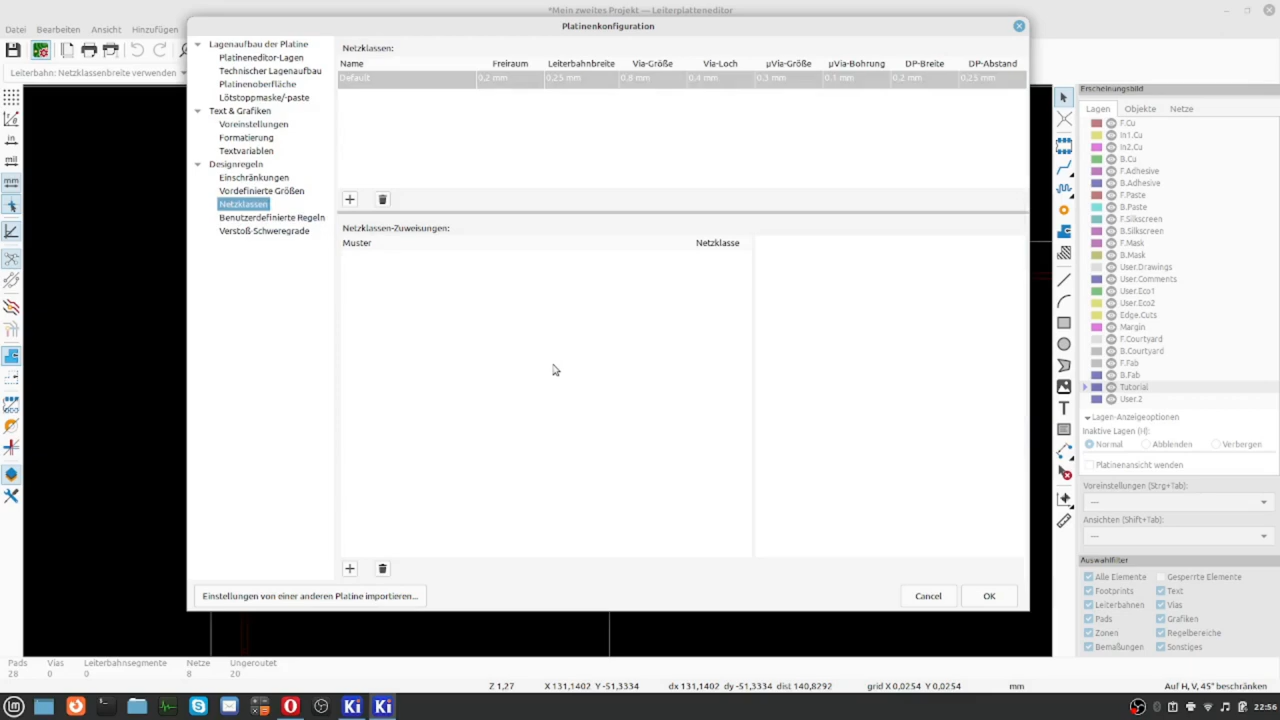 *Mein zweites Projekt — Leiterplatteneditor
Datei Bearbeiten Ansicht Hinzufügen
Platinenkonfiguration
Leiterbahn: Netzklassenbreite verwenden
in
mil
mm
Lagenaufbau der Platine
Platineneditor-Lagen
Technischer Lagenaufbau
Platinenoberfläche
Lötstoppmaske/-paste
Text & Grafiken
Voreinstellungen
Formatierung
Textvariablen
Designregeln
Einschränkungen
Vordefinierte Größen
Netzklassen
Benutzerdefinierte Regeln
Verstoß-Schweregrade
Netzklassen:
Name Freiraum Leiterbahnbreite Via-Größe Via-Loch µVia-Größe µVia-Bohrung DP-Breite DP-Abstand
Default 0.2 mm 0.25 mm 0.8 mm 0.4 mm 0.3 mm 0.1 mm 0.2 mm 0.25 mm
Netzklassen-Zuweisungen:
Muster Netzklasse
Einstellungen von einer anderen Platine importieren...
Cancel OK
Erscheinungsbild
Lagen Objekte Netze
F.Cu
In1.Cu
In2.Cu
B.Cu
F.Adhesive
B.Adhesive
F.Paste
B.Paste
F.Silkscreen
B.Silkscreen
F.Mask
B.Mask
User.Drawings
User.Comments
User.Eco1
User.Eco2
Edge.Cuts
Margin
F.Courtyard
B.Courtyard
F.Fab
B.Fab
Tutorial
User.2
Lagen-Anzeigeoptionen
Inaktive Lagen (H):
Normal Abblenden Verbergen
Platinenansicht wenden
Voreinstellungen (Strg+Tab):
---
Ansichten (Shift+Tab):
---
Auswahlfilter
Alle Elemente Gesperrte Elemente
Footprints Text
Leiterbahnen Vias
Pads Grafiken
Zonen Regelbereiche
Bemaßungen Sonstiges
Pads Vias Leiterbahnsegmente Netze Ungeroutet
28 0 0 8 20
Z 1,27 X 131,1402 Y -51,3334 dx 131,1402 dy -51,3334 dist 140,8292 grid X 0,0254 Y 0,0254 mm Auf H, V, 45° beschränken
Ki Ki 22:56